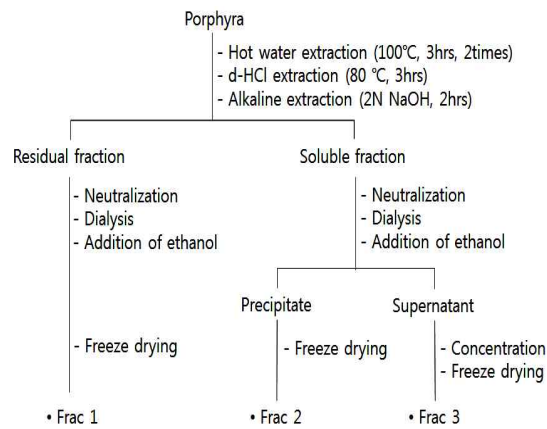 Porphyra
- Hot water extraction (100℃, 3hrs, 2times)
- d-HCl extraction (80 ℃, 3hrs)
- Alkaline extraction (2N NaOH, 2hrs)
Residual fraction
Soluble fraction
- Neutralization
- Dialysis
- Addition of ethanol
- Neutralization
- Dialysis
- Addition of ethanol
Precipitate
Supernatant
- Freeze drying
- Freeze drying
- Concentration
- Freeze drying
• Frac 1
• Frac 2
• Frac 3